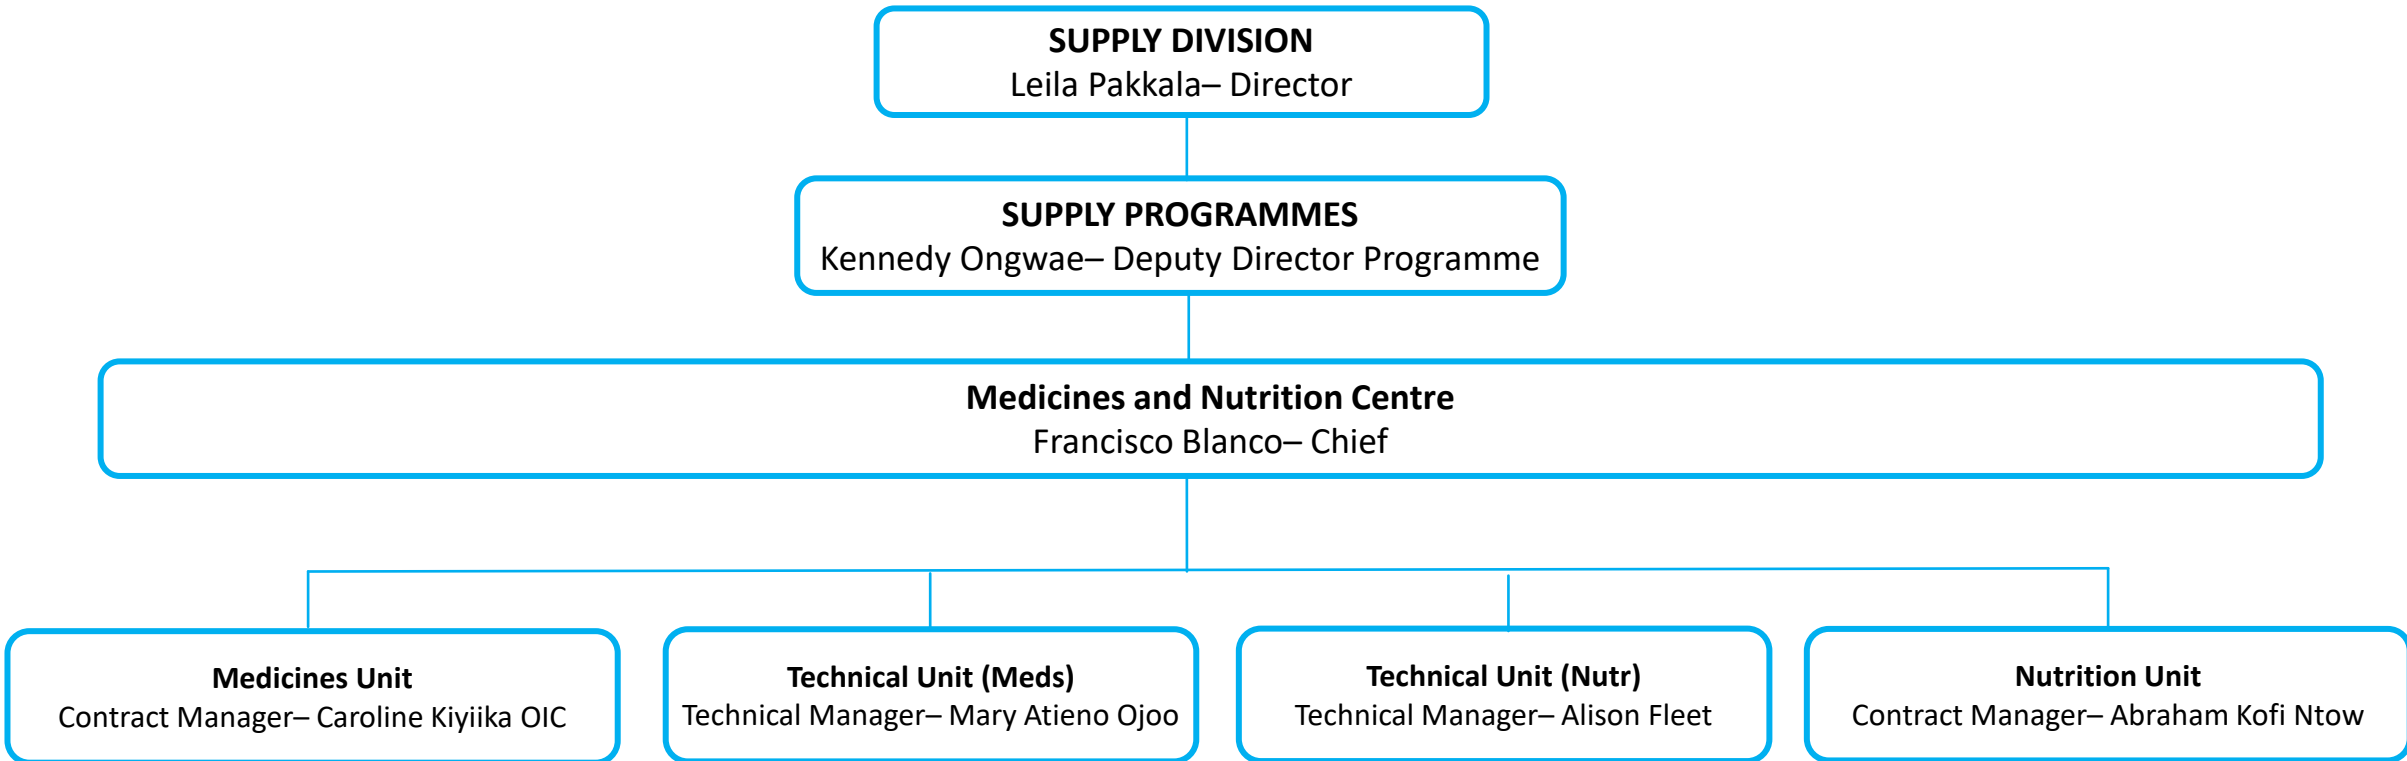 SUPPLY DIVISION
Leila Pakkala– Director
SUPPLY PROGRAMMES
Kennedy Ongwae– Deputy Director Programme
Medicines and Nutrition Centre
Francisco Blanco– Chief
Medicines Unit
Contract Manager– Caroline Kiyiika OIC
Technical Unit (Meds)
Technical Manager– Mary Atieno Ojoo
Technical Unit (Nutr)
Technical Manager– Alison Fleet
Nutrition Unit
Contract Manager– Abraham Kofi Ntow